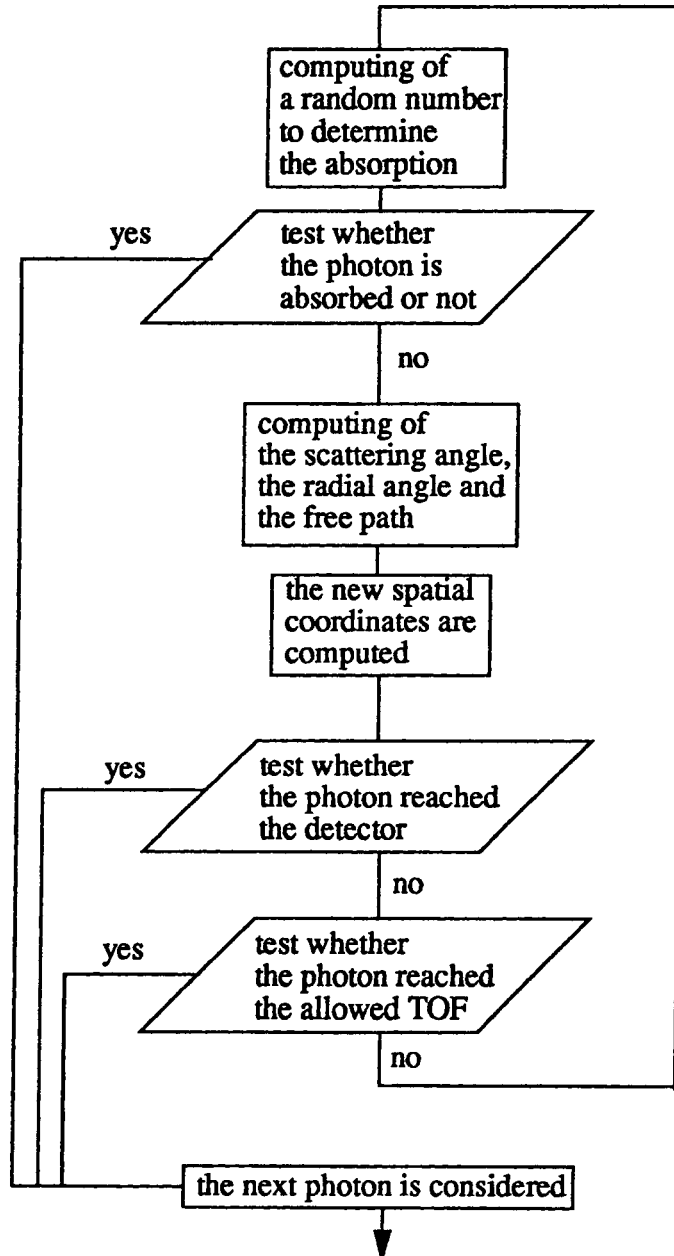 computing of
a random number
to determine
the absorption
yes
test whether
the photon is
absorbed or not
no
computing of
the scattering angle,
the radial angle and
the free path
the new spatial
coordinates are
computed
yes
test whether
the photon reached
the detector
no
yes
test whether
the photon reached
the allowed TOF
no
the next photon is considered